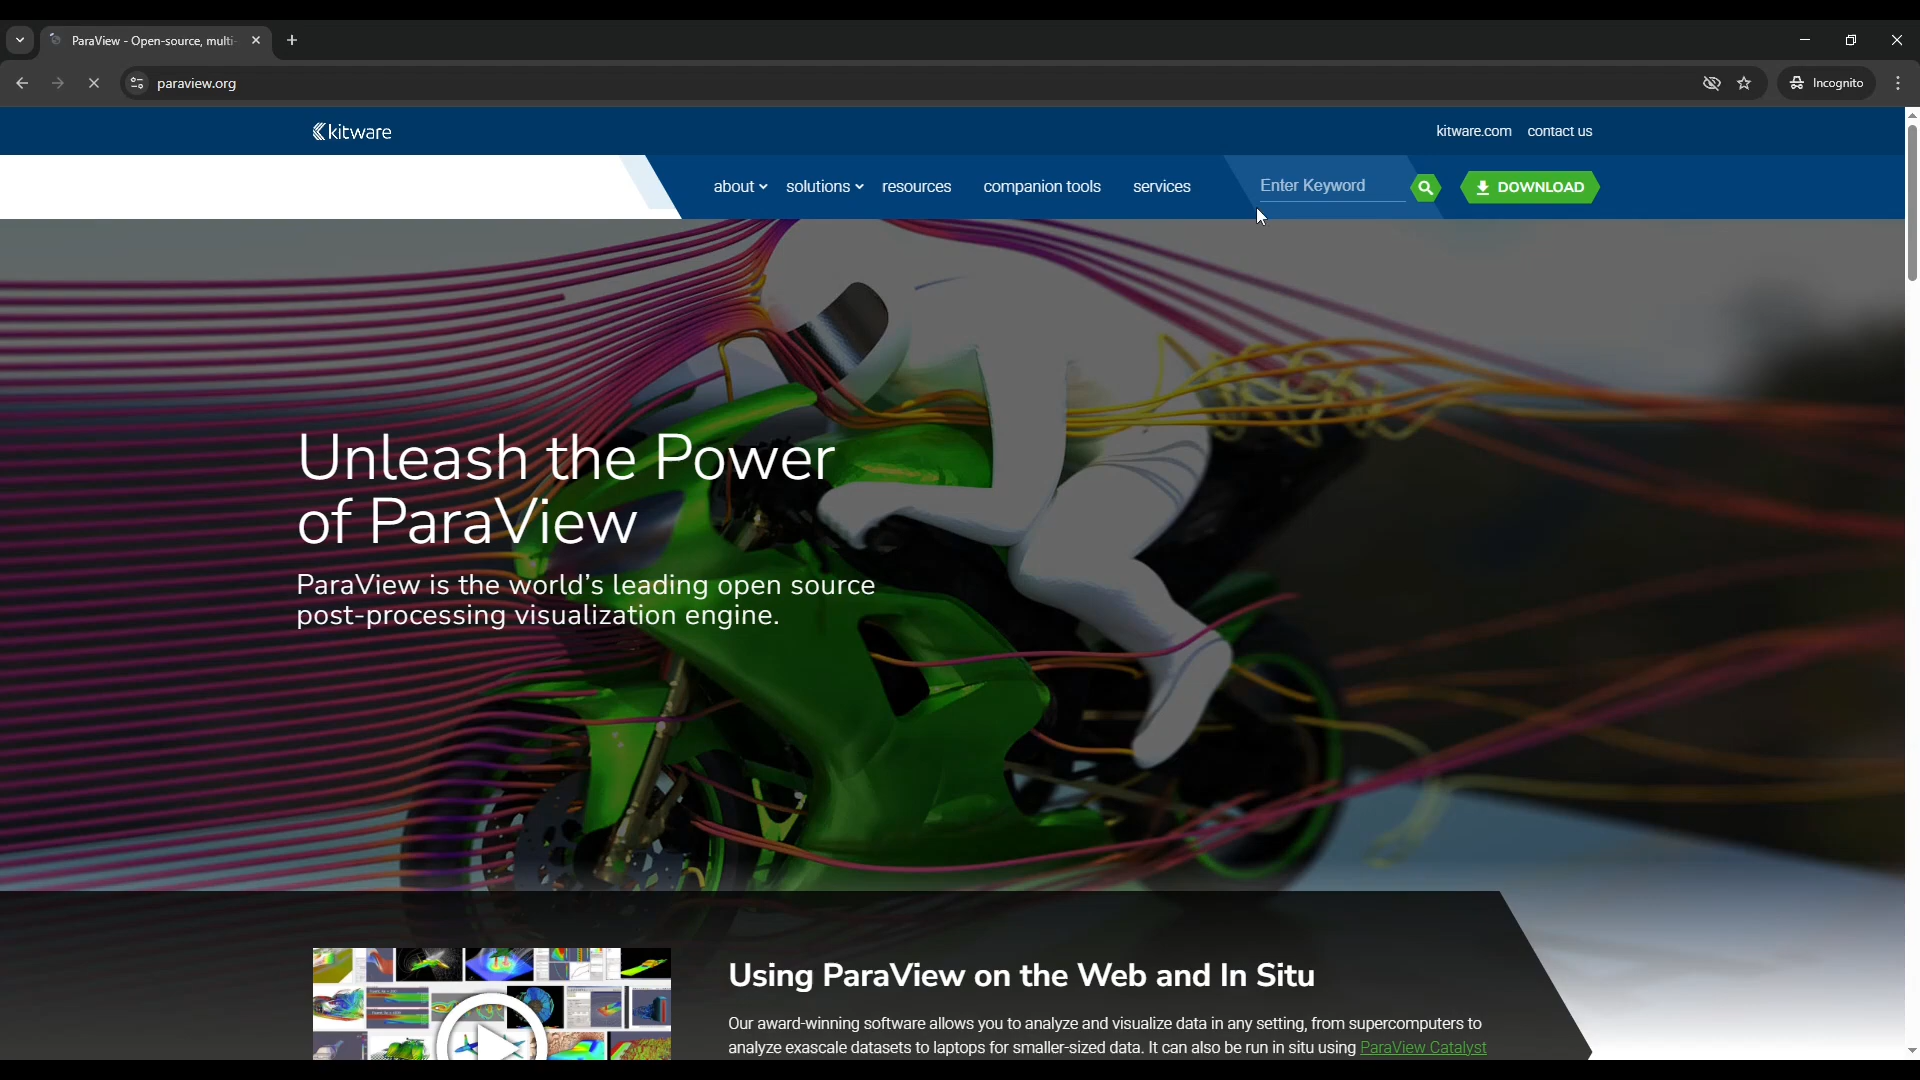 ParaView - Open-source, multi-
paraview.org
Incognito
kitware
kitware.com contact us
about solutions resources companion tools services Enter Keyword DOWNLOAD
Unleash the Power
of ParaView
ParaView is the world's leading open source
post-processing visualization engine.
Using ParaView on the Web and In Situ
Our award-winning software allows you to analyze and visualize data in any setting, from supercomputers to
analyze exascale datasets to laptops for smaller-sized data. It can also be run in situ using ParaView Catalyst